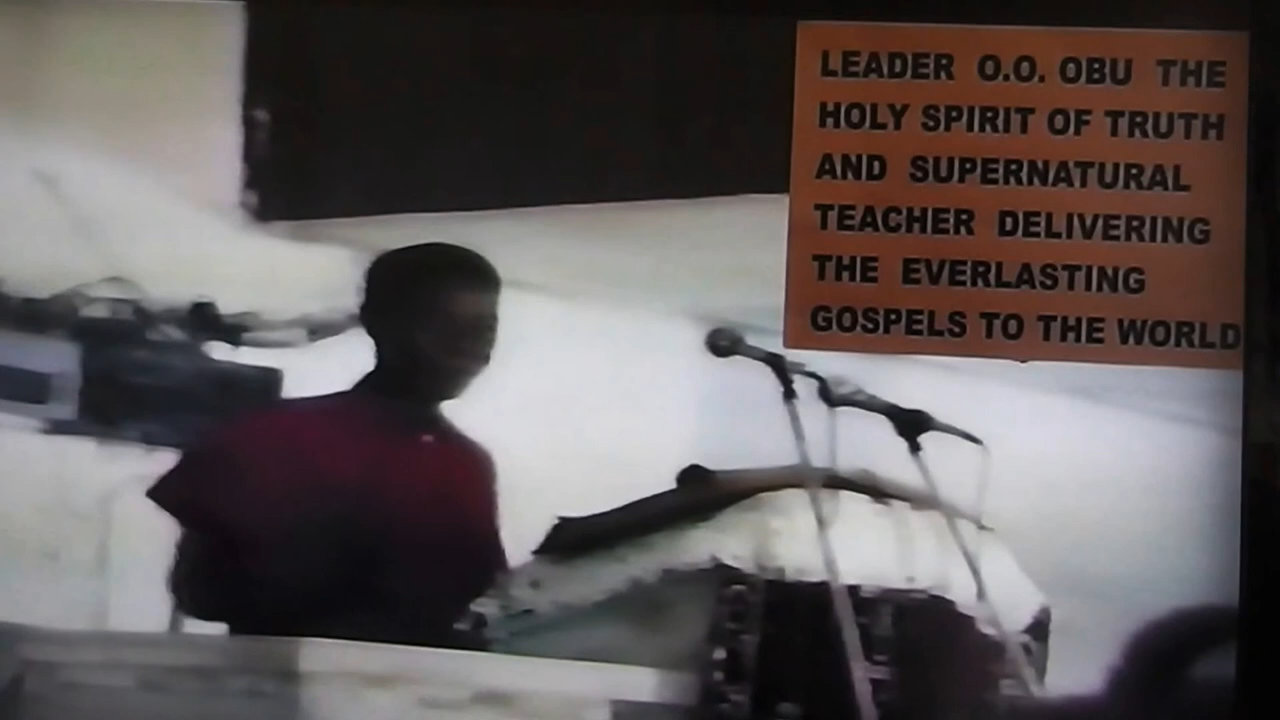 LEADER O.O. OBU THE
HOLY SPIRIT OF TRUTH
AND SUPERNATURAL
TEACHER DELIVERING
THE EVERLASTING
GOSPELS TO THE WORLD